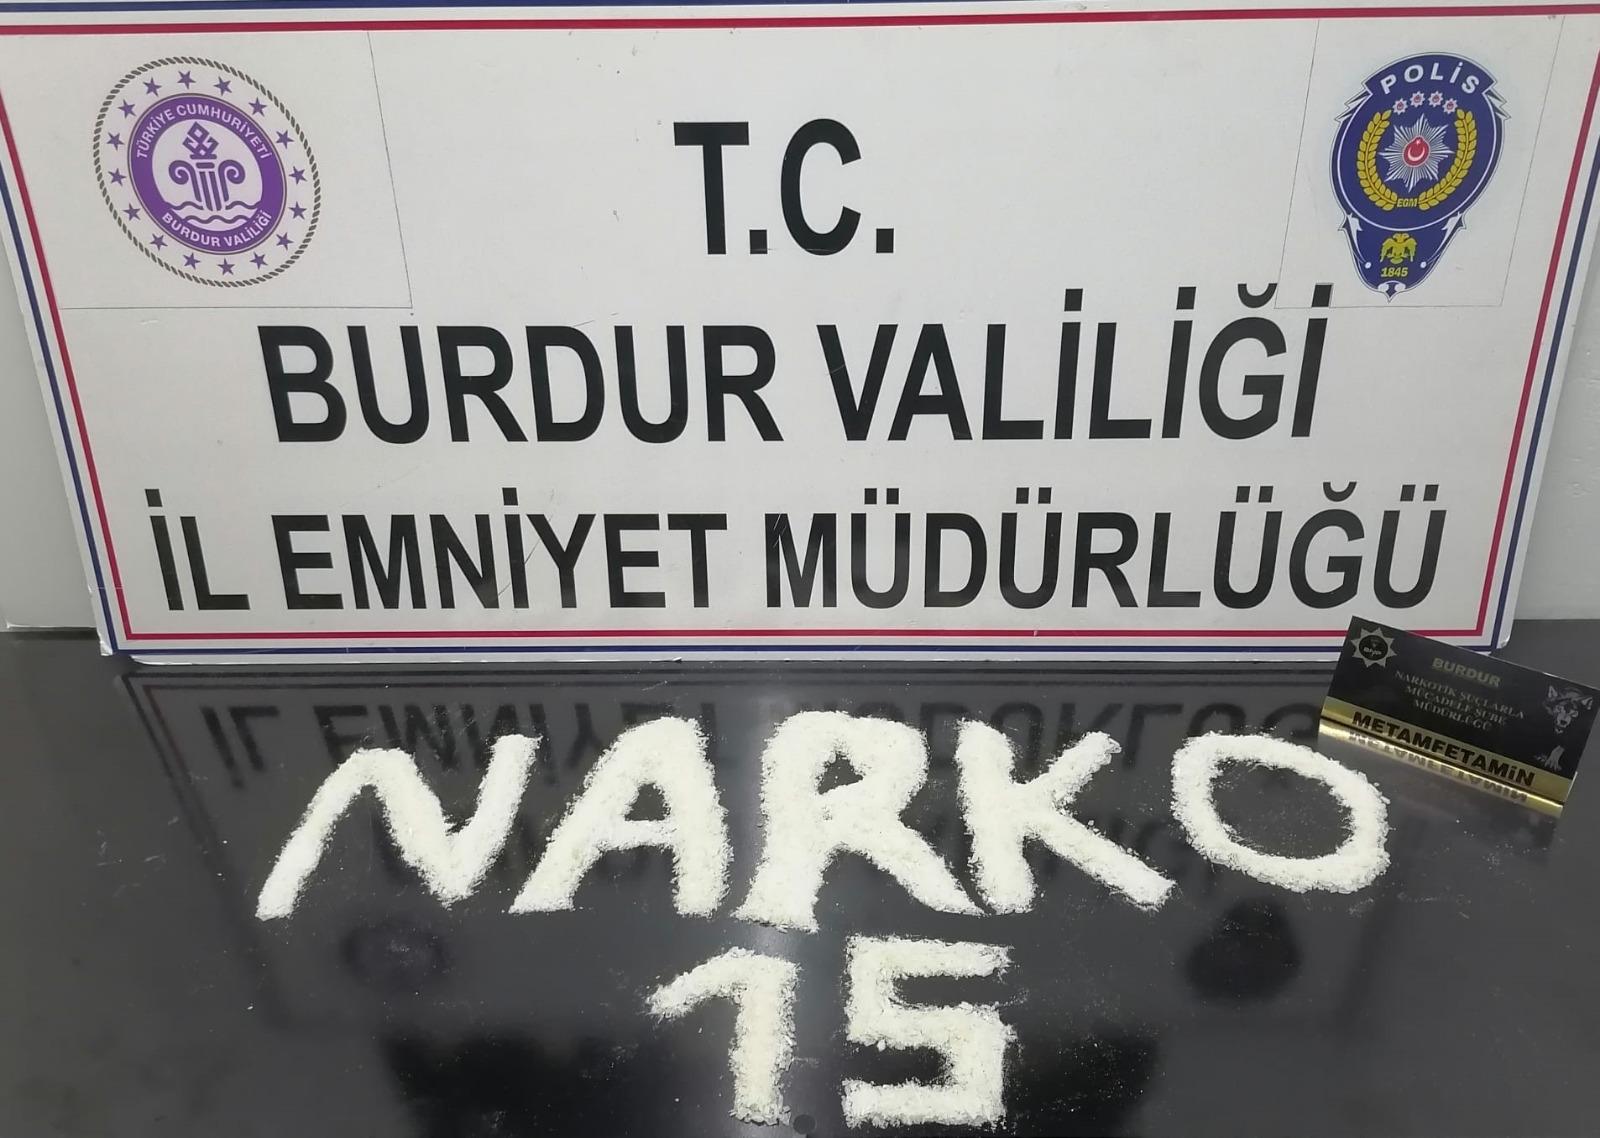 TÜRKİYE CUMHURİYETİ
BURDUR VALİLİĞİ
POLİS
EGM
1845
T.C.
BURDUR VALİLİĞİ
İL EMNİYET MÜDÜRLÜĞÜ
BURDUR
NARKOTİK SUÇLARLA
MÜCADELE ŞUBE
MÜDÜRLÜĞÜ
METAMFETAMİN
NARKO
15